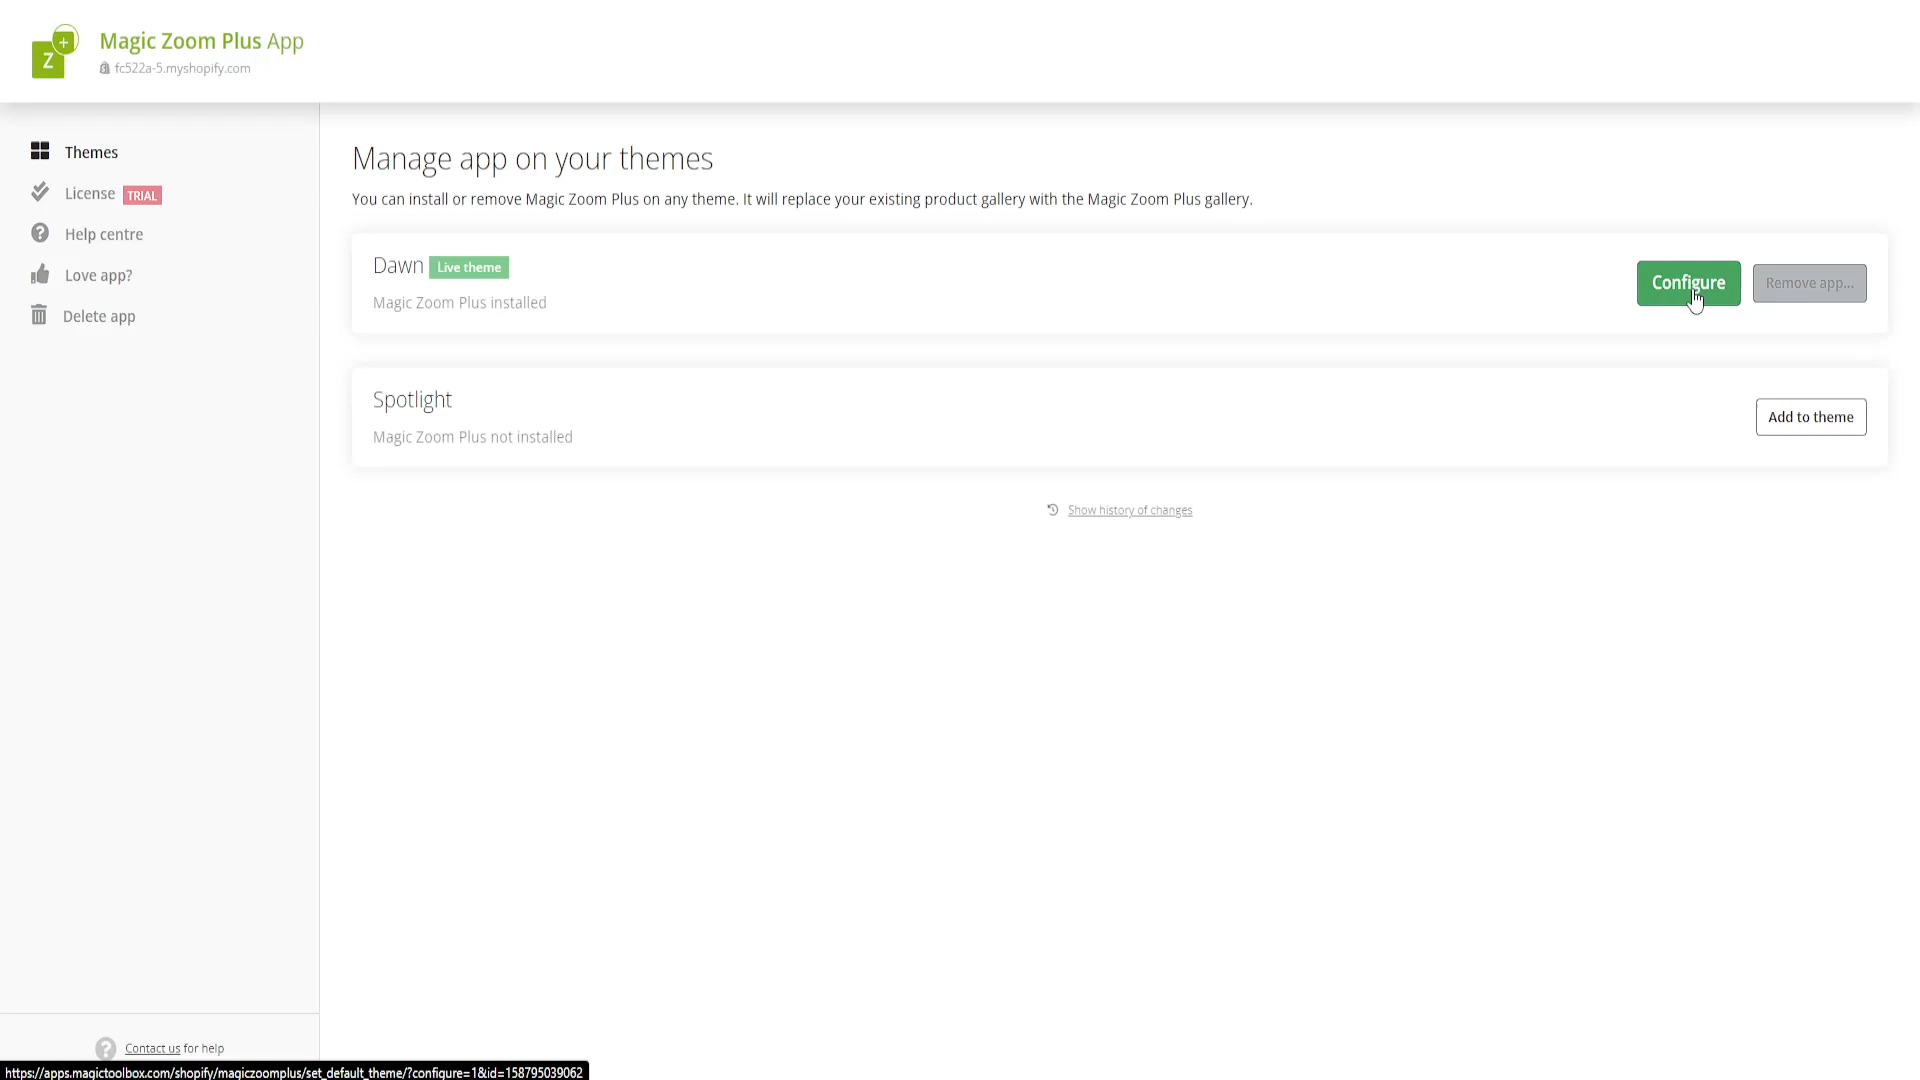 Z +
Magic Zoom Plus App
fc522a-5.myshopify.com
Themes
License TRIAL
Help centre
Love app?
Delete app
Manage app on your themes
You can install or remove Magic Zoom Plus on any theme. It will replace your existing product gallery with the Magic Zoom Plus gallery.
Dawn Live theme
Magic Zoom Plus installed
Configure
Remove app...
Spotlight
Magic Zoom Plus not installed
Add to theme
Show history of changes
? Contact us for help
https://apps.magictoolbox.com/shopify/magiczoomplus/set_default_theme/?configure=1&id=158795039062